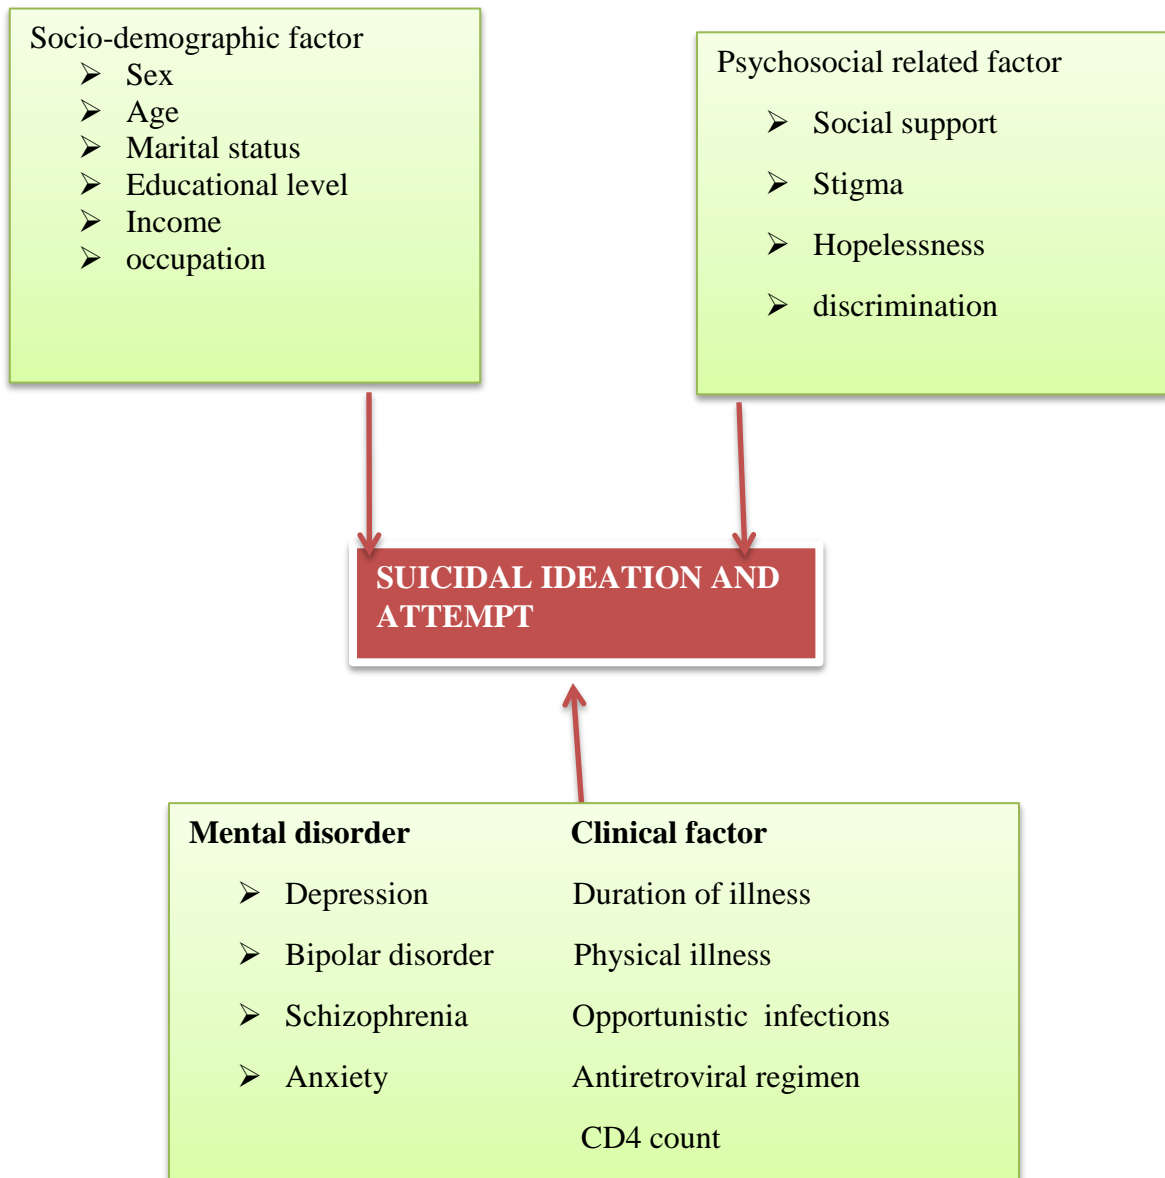 Socio-demographic factor
➢ Sex
➢ Age
➢ Marital status
➢ Educational level
➢ Income
➢ occupation
Psychosocial related factor
➢ Social support
➢ Stigma
➢ Hopelessness
➢ discrimination
SUICIDAL IDEATION AND
ATTEMPT
Mental disorder Clinical factor
➢ Depression Duration of illness
➢ Bipolar disorder Physical illness
➢ Schizophrenia Opportunistic infections
➢ Anxiety Antiretroviral regimen
CD4 count